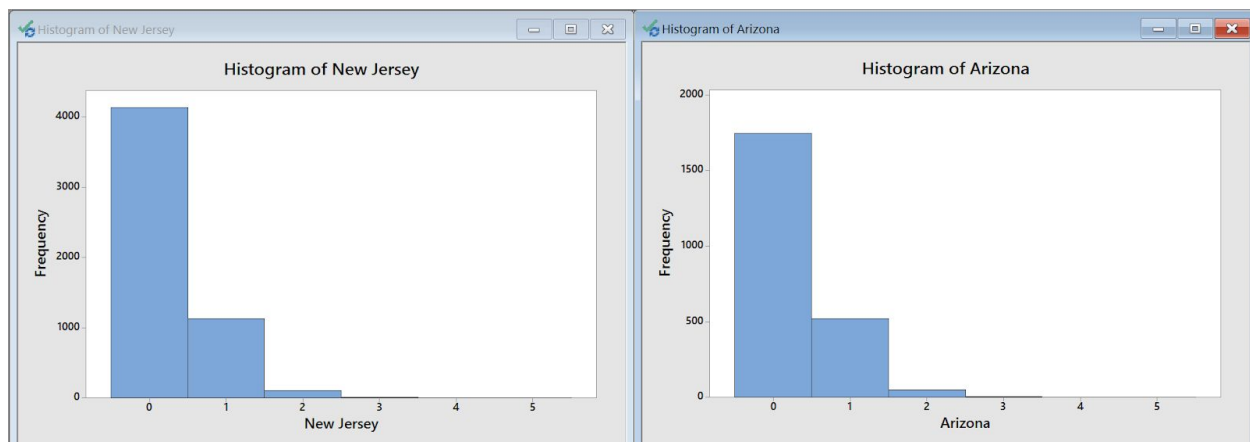 Histogram of New Jersey
Histogram of New Jersey
4000
3000
2000
1000
0
Frequency
0 1 2 3 4 5
New Jersey
Histogram of Arizona
Histogram of Arizona
2000
1500
1000
500
0
Frequency
0 1 2 3 4 5
Arizona